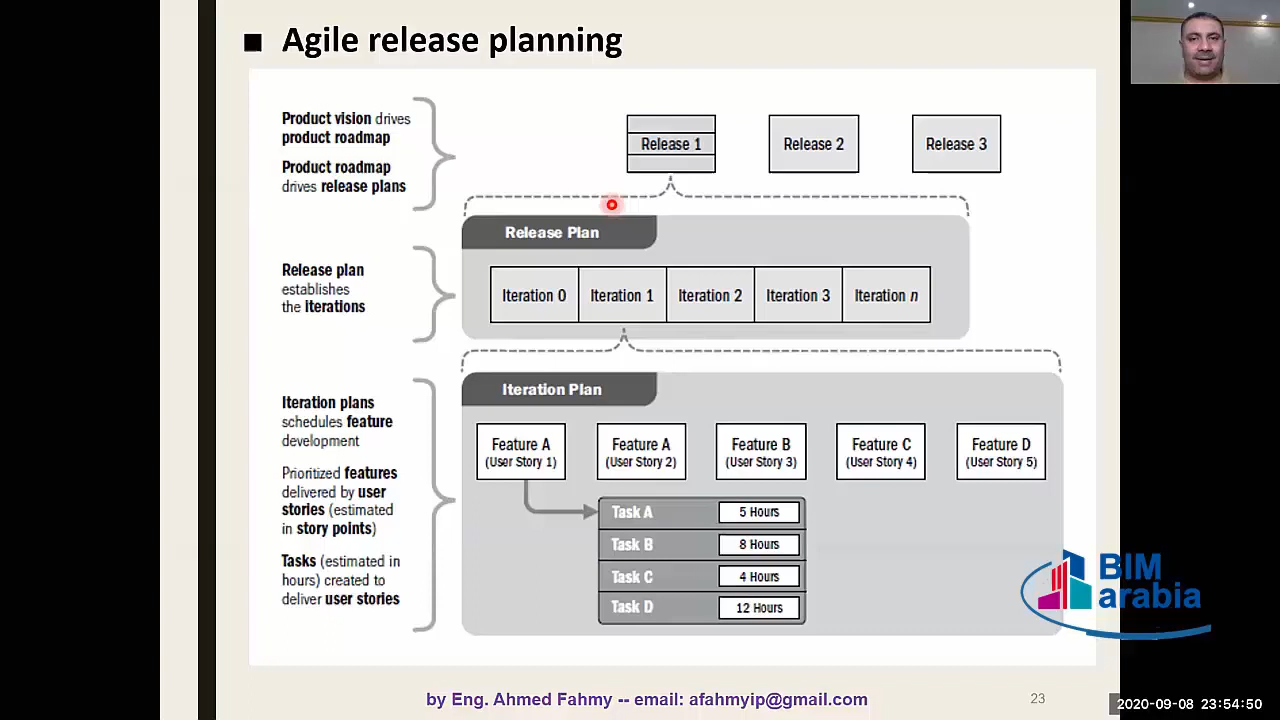 ■ Agile release planning
Product vision drives
product roadmap
Product roadmap
drives release plans
Release 1
Release 2
Release 3
Release Plan
Release plan
establishes
the iterations
Iteration 0
Iteration 1
Iteration 2
Iteration 3
Iteration n
Iteration Plan
Iteration plans
schedules feature
development
Prioritized features
delivered by user
stories (estimated
in story points)
Tasks (estimated in
hours) created to
deliver user stories
Feature A
(User Story 1)
Feature A
(User Story 2)
Feature B
(User Story 3)
Feature C
(User Story 4)
Feature D
(User Story 5)
Task A
5 Hours
Task B
8 Hours
Task C
4 Hours
Task D
12 Hours
BIM
arabia
by Eng. Ahmed Fahmy -- email: afahmyip@gmail.com
23
2020-09-08 23:54:50